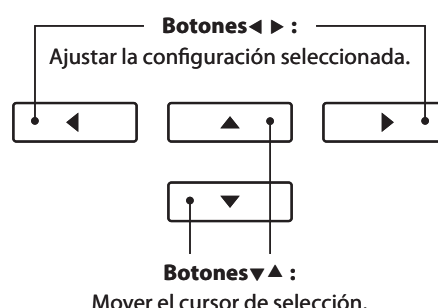 Botones◀ ▶ :
Ajustar la configuración seleccionada.
Botones▼▲ :
Mover el cursor de selección.